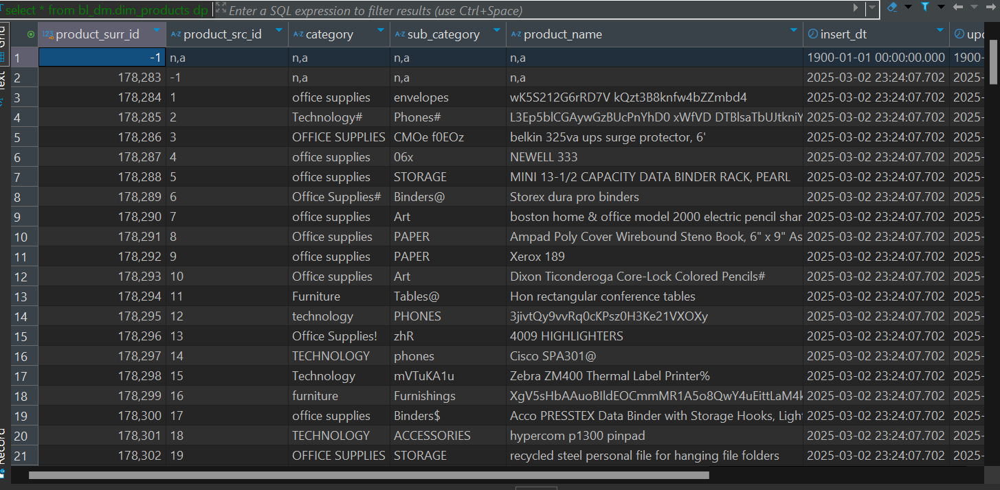 select * from bl_dm.dim_products dp Enter a SQL expression to filter results (use Ctrl+Space)
Grid
Text
Record
123 product_surr_id A-Z product_src_id A-Z category A-Z sub_category A-Z product_name insert_dt
1 -1 n,a n,a n,a n,a 1900-01-01 00:00:00.000 1900-
2 178,283 -1 n,a n,a n,a 2025-03-02 23:24:07.702 2025-
3 178,284 1 office supplies envelopes wK5S212G6rRD7V kQzt3B8knfw4bZZmbd4 2025-03-02 23:24:07.702 2025-
4 178,285 2 Technology# Phones# 2025-03-02 23:24:07.702 2025-
5 178,286 3 OFFICE SUPPLIES CMOe f0EOz belkin 325va ups surge protector, 6' 2025-03-02 23:24:07.702 2025-
6 178,287 4 office supplies 06x NEWELL 333 2025-03-02 23:24:07.702 2025-
7 178,288 5 office supplies STORAGE MINI 13-1/2 CAPACITY DATA BINDER RACK, PEARL 2025-03-02 23:24:07.702 2025-
8 178,289 6 Office Supplies# Binders@ Storex dura pro binders 2025-03-02 23:24:07.702 2025-
9 178,290 7 office supplies Art boston home & office model 2000 electric pencil shar 2025-03-02 23:24:07.702 2025-
10 178,291 8 Office supplies PAPER Ampad Poly Cover Wirebound Steno Book, 6" x 9" As 2025-03-02 23:24:07.702 2025-
11 178,292 9 office supplies PAPER Xerox 189 2025-03-02 23:24:07.702 2025-
12 178,293 10 Office supplies Art Dixon Ticonderoga Core-Lock Colored Pencils# 2025-03-02 23:24:07.702 2025-
13 178,294 11 Furniture Tables@ Hon rectangular conference tables 2025-03-02 23:24:07.702 2025-
14 178,295 12 technology PHONES 3jivtQy9vvRq0cKPsz0H3Ke21VXOXy 2025-03-02 23:24:07.702 2025-
15 178,296 13 Office Supplies! zhR 4009 HIGHLIGHTERS 2025-03-02 23:24:07.702 2025-
16 178,297 14 TECHNOLOGY phones Cisco SPA301@ 2025-03-02 23:24:07.702 2025-
17 178,298 15 Technology mVTuKA1u Zebra ZM400 Thermal Label Printer% 2025-03-02 23:24:07.702 2025-
18 178,299 16 furniture Furnishings 2025-03-02 23:24:07.702 2025-
19 178,300 17 office supplies Binders$ Acco PRESSTEX Data Binder with Storage Hooks, Light 2025-03-02 23:24:07.702 2025-
20 178,301 18 TECHNOLOGY ACCESSORIES hypercom p1300 pinpad 2025-03-02 23:24:07.702 2025-
21 178,302 19 OFFICE SUPPLIES STORAGE recycled steel personal file for hanging file folders 2025-03-02 23:24:07.702 2025-